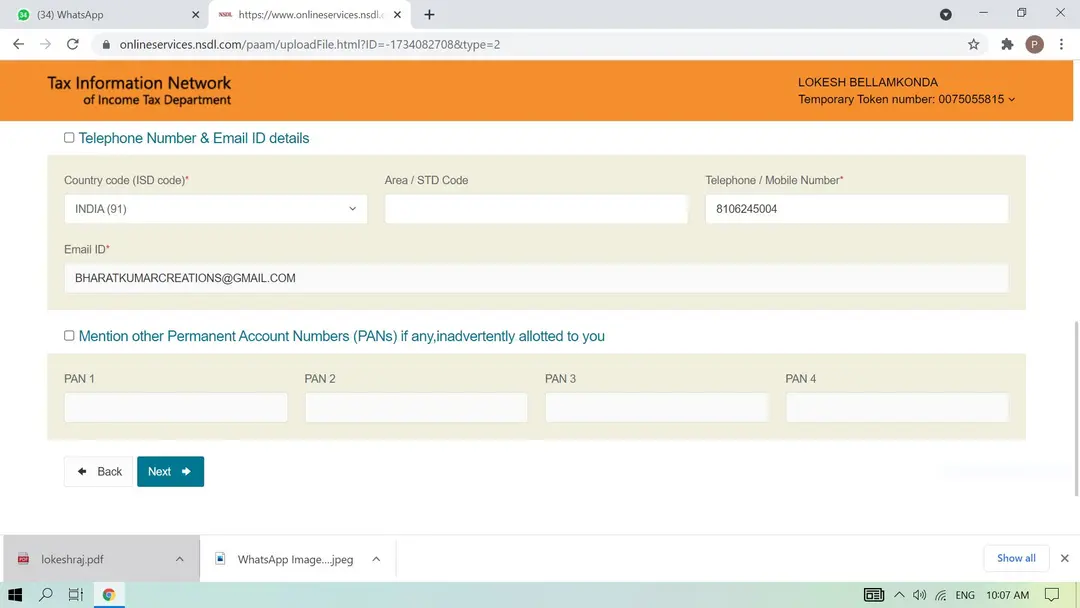 34
(34) WhatsApp
NSDL
https://www.onlineservices.nsdl.c
onlineservices.nsdl.com/paam/uploadFile.html?ID=-1734082708&type=2
P
Tax Information Network
of Income Tax Department
LOKESH BELLAMKONDA
Temporary Token number: 0075055815
Telephone Number & Email ID details
Country code (ISD code)*
Area / STD Code
Telephone / Mobile Number*
INDIA (91)
8106245004
Email ID*
BHARATKUMARCREATIONS@GMAIL.COM
Mention other Permanent Account Numbers (PANs) if any,inadvertently allotted to you
PAN 1
PAN 2
PAN 3
PAN 4
Back
Next
PDF
lokeshraj.pdf
WhatsApp Image....jpeg
Show all
ENG
10:07 AM